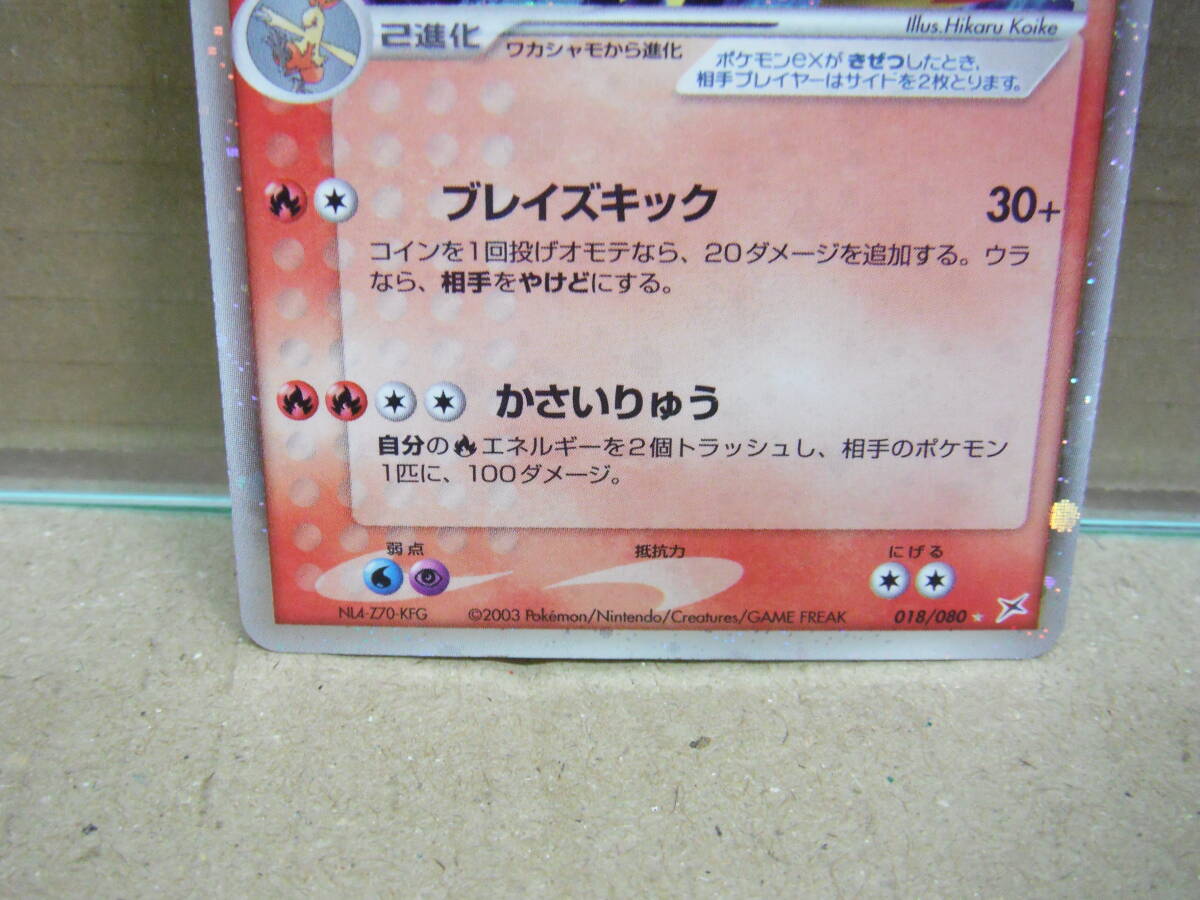 Illus.Hikaru Koike
2進化
ワカシャモから進化
ポケモンexが きぜつしたとき、
相手プレイヤーはサイドを2枚とります。
ブレイズキック 30+
コインを1回投げオモテなら、20ダメージを追加する。ウラ
なら、相手をやけどにする。
かさいりゅう
自分のエネルギーを2個トラッシュし、相手のポケモン
1匹に、100ダメージ。
弱点 抵抗力 にげる
NL4-Z70-KFG ©2003 Pokémon/Nintendo/Creatures/GAME FREAK 018/080 ★